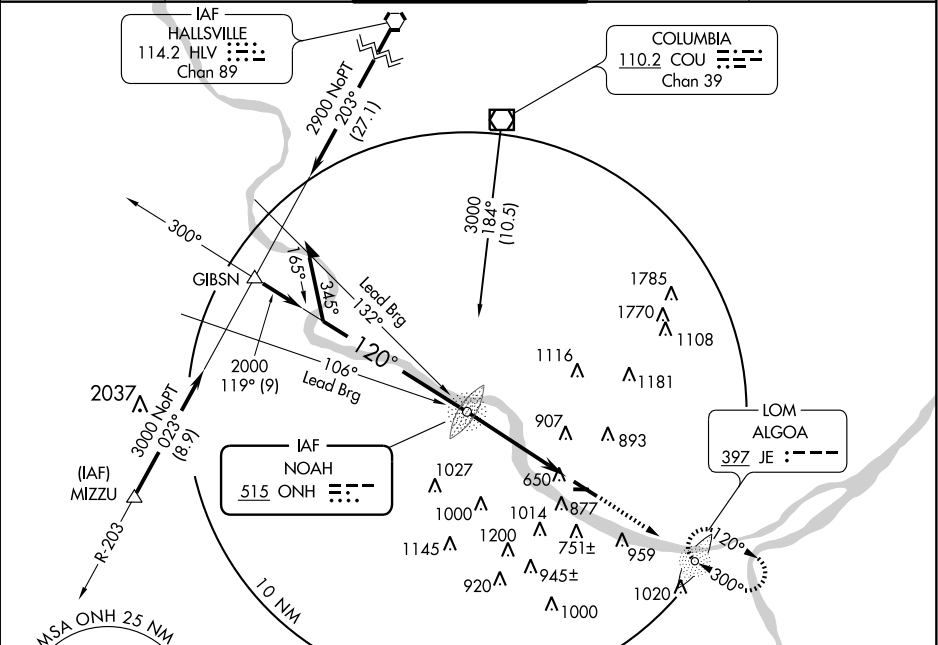 IAF
HALLSVILLE
114.2 HLV
Chan 89
COLUMBIA
110.2 COU
Chan 39
2900 NoPT
203°
(27.1)
3000
184°
(10.5)
300°
GIBSN
165°
345°
Lead Brg
132°
120°
106°
Lead Brg
2000
119° (9)
1785
1770
1108
1116
1181
2037
3000 NoPT
023°
(8.9)
(IAF)
MIZZU
R-203
907
893
LOM
ALGOA
397 JE
IAF
NOAH
515 ONH
650
1027
877
1000
1014
1145
1200
751±
959
920
945±
1000
1020
120°
300°
10 NM
MSA ONH 25 NM